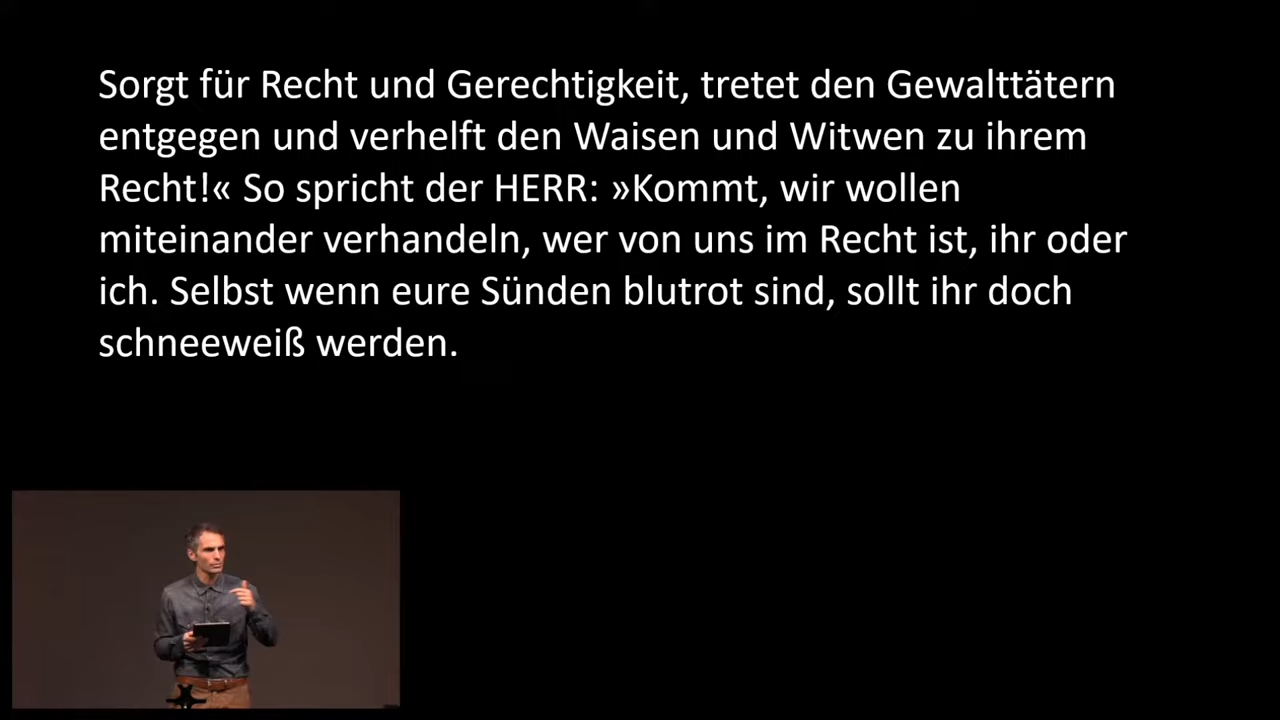 Sorgt für Recht und Gerechtigkeit, tretet den Gewalttätern
entgegen und verhelft den Waisen und Witwen zu ihrem
Recht!« So spricht der HERR: »Kommt, wir wollen
miteinander verhandeln, wer von uns im Recht ist, ihr oder
ich. Selbst wenn eure Sünden blutrot sind, sollt ihr doch
schneeweiß werden.